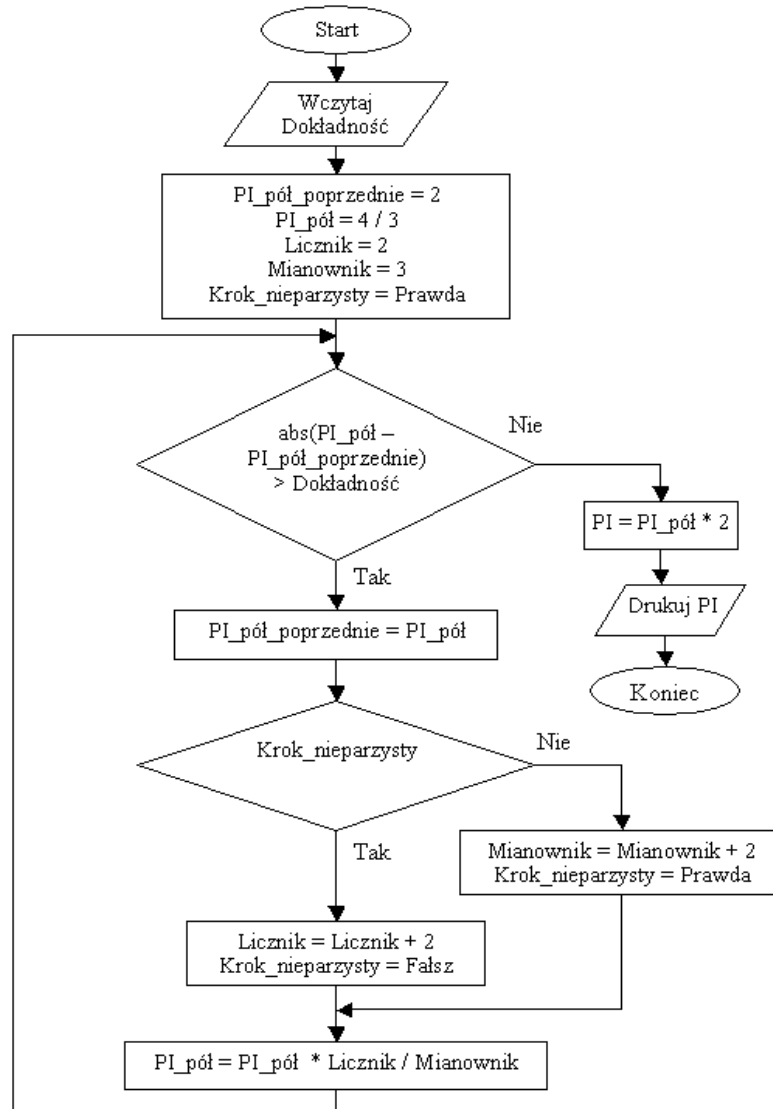 Start
Wczytaj
Dokładność
PI_pół_poprzednie = 2
PI_pół = 4 / 3
Licznik = 2
Mianownik = 3
Krok_nieparzysty = Prawda
abs(PI_pół –
PI_pół_poprzednie)
> Dokładność
Nie
PI = PI_pół * 2
Drukuj PI
Koniec
Tak
PI_pół_poprzednie = PI_pół
Krok_nieparzysty
Nie
Mianownik = Mianownik + 2
Krok_nieparzysty = Prawda
Tak
Licznik = Licznik + 2
Krok_nieparzysty = Fałsz
PI_pół = PI_pół * Licznik / Mianownik